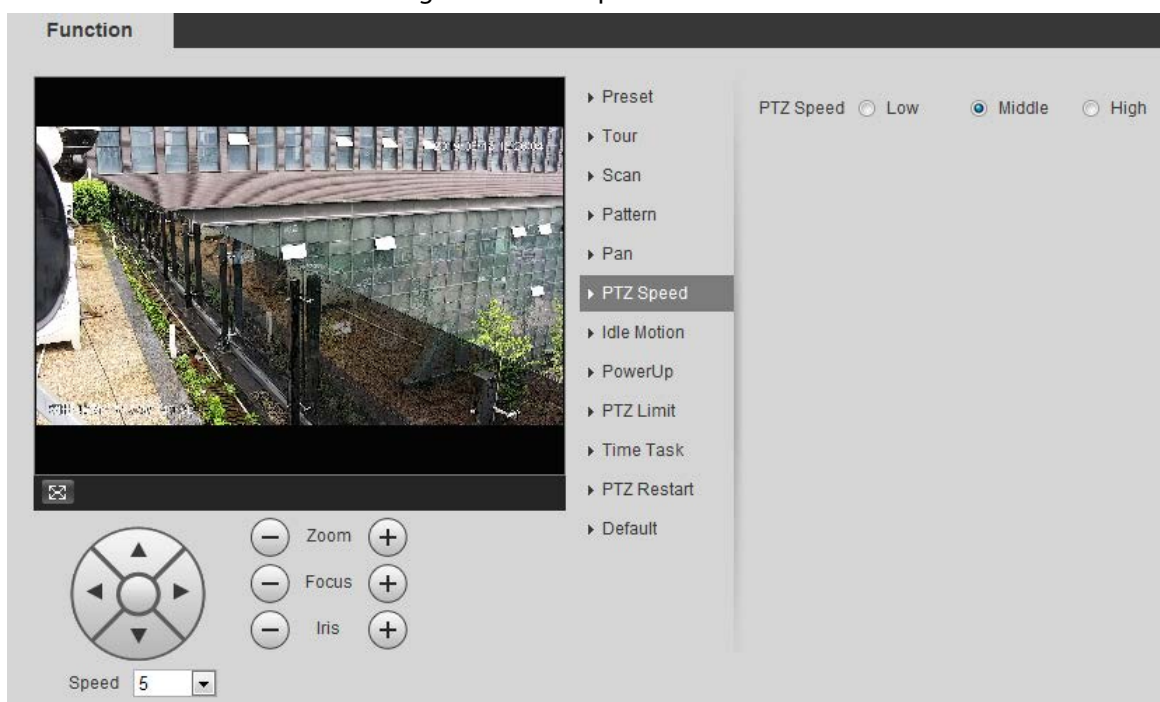 Function
Preset
Tour
Scan
Pattern
Pan
PTZ Speed
Idle Motion
PowerUp
PTZ Limit
Time Task
PTZ Restart
Default
PTZ Speed Low Middle High
Zoom
Focus
Iris
Speed 5